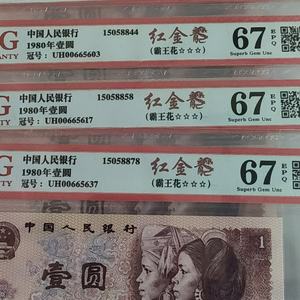 G
RANTY
中国人民银行
1980年壹圆
冠号：UH00665603
15058844
红金龙
(霸王花☆☆☆)
67 EPQ
Superb Gem Unc
G
RANTY
中国人民银行
1980年壹圆
冠号：UH00665617
15058858
红金龙
(霸王花☆☆☆)
67 EPQ
Superb Gem Unc
G
RANTY
中国人民银行
1980年壹圆
冠号：UH00665637
15058878
红金龙
(霸王花☆☆☆)
67 EPQ
Superb Gem Unc
中国人民银行
壹圆
1